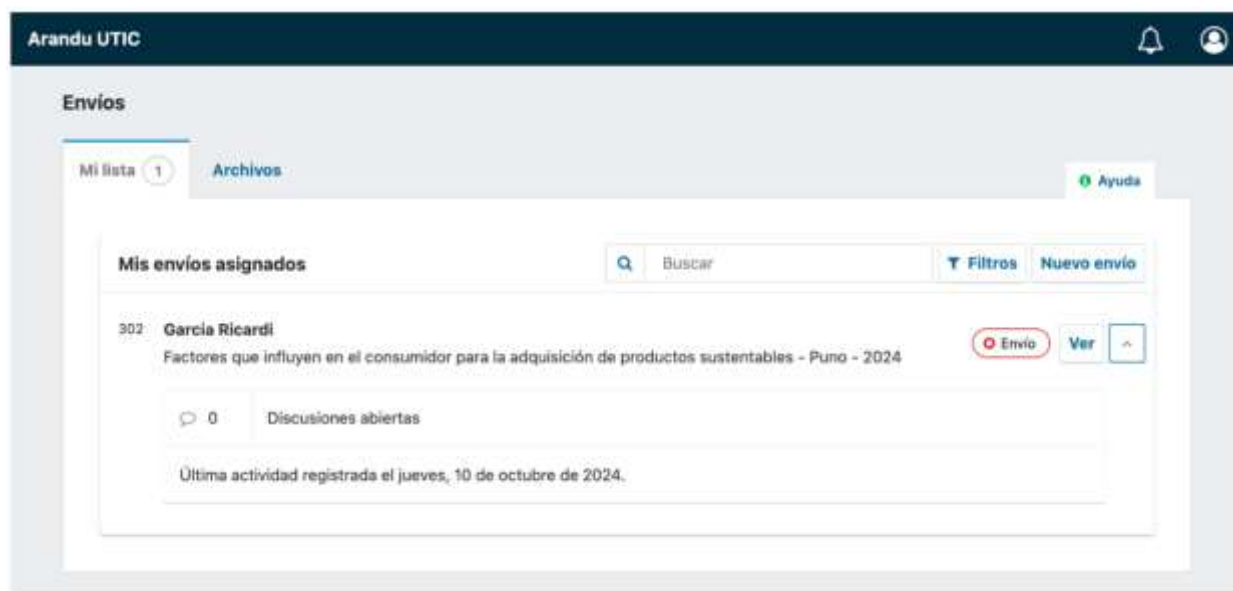 Arandu UTIC
Envíos
Mi lista 1 Archivos
Ayuda
Mis envíos asignados Buscar Filtros Nuevo envío
302 Garcia Ricardi Envío Ver
Factores que influyen en el consumidor para la adquisición de productos sustentables - Puno - 2024
0 Discusiones abiertas
Última actividad registrada el jueves, 10 de octubre de 2024.